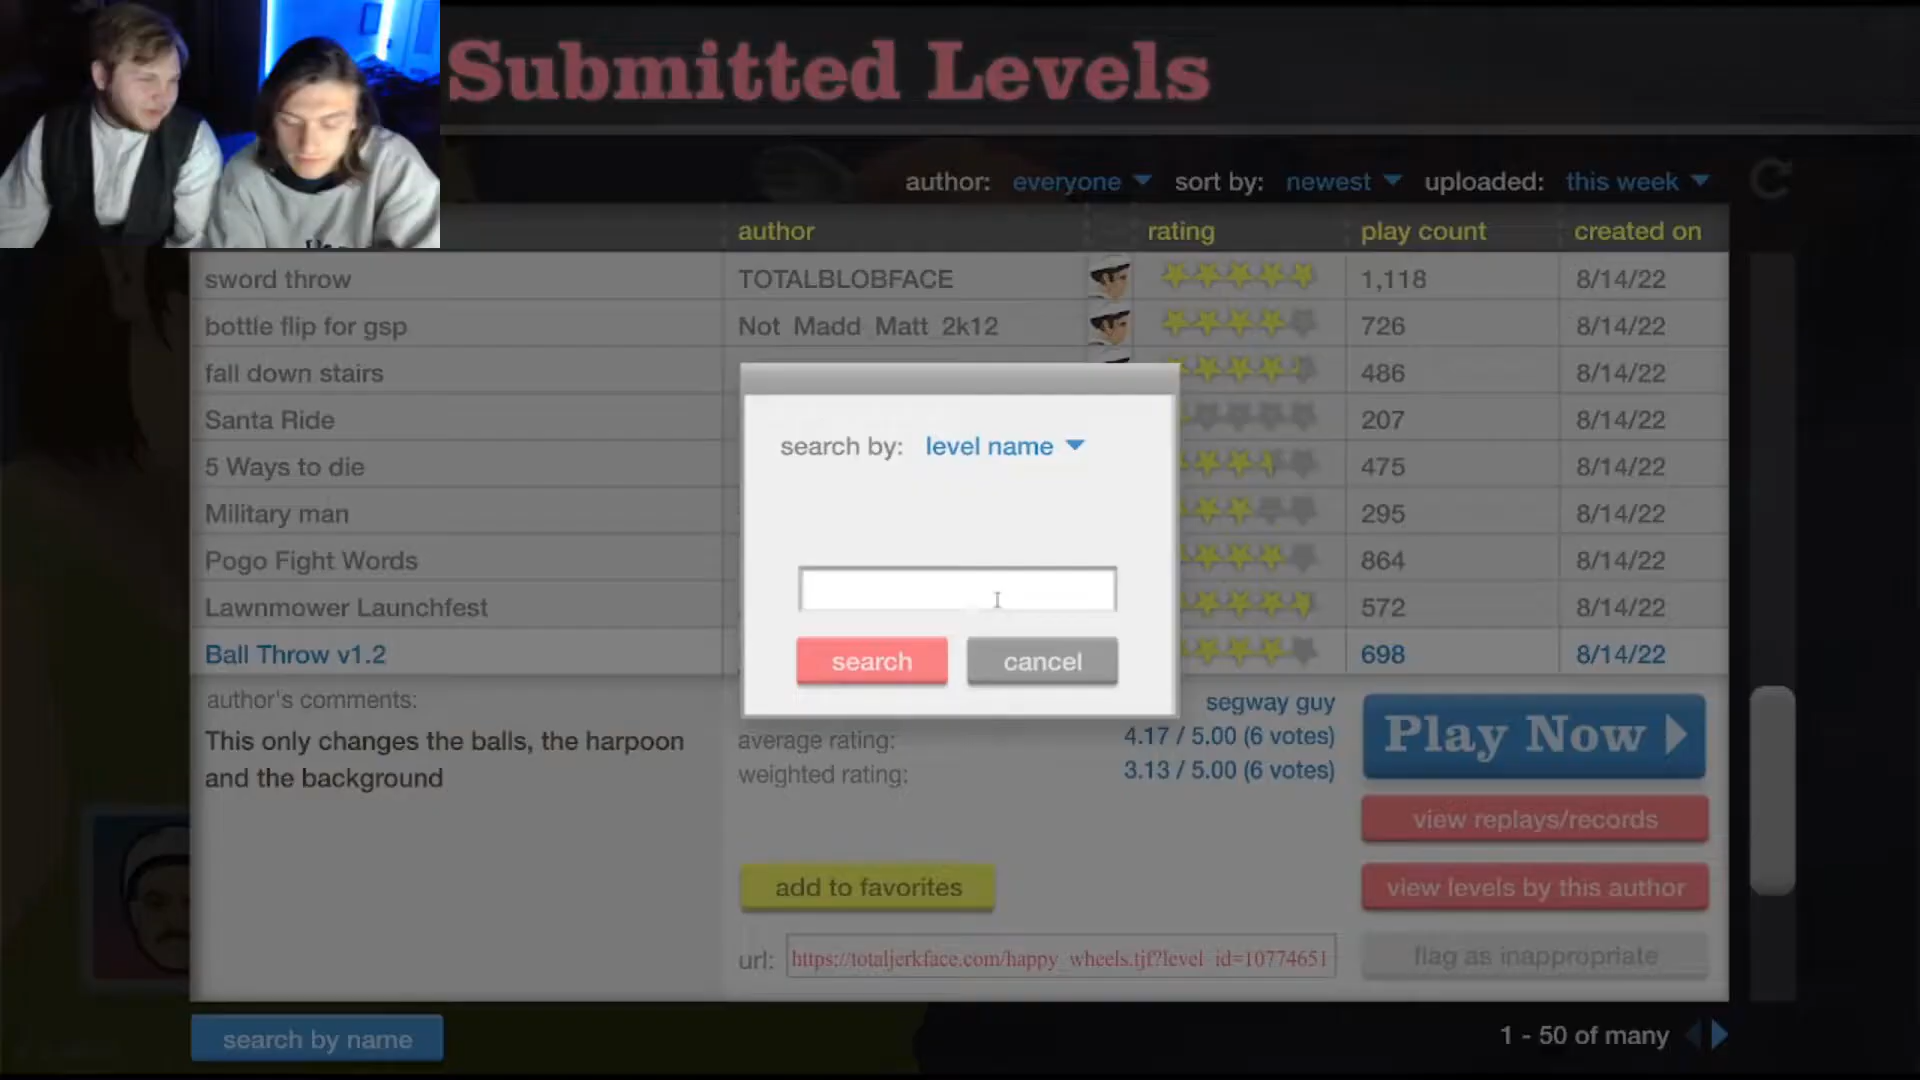 Submitted Levels
author: everyone sort by: newest uploaded: this week
author rating play count created on
sword throw TOTALBLOBFACE 1,118 8/14/22
bottle flip for gsp Not Madd Matt 2k12 726 8/14/22
fall down stairs 486 8/14/22
Santa Ride 207 8/14/22
5 Ways to die 475 8/14/22
Military man 295 8/14/22
Pogo Fight Words 864 8/14/22
Lawnmower Launchfest 572 8/14/22
Ball Throw v1.2 698 8/14/22
search by: level name
search cancel
author's comments:
This only changes the balls, the harpoon
and the background
segway guy
average rating: 4.17 / 5.00 (6 votes)
weighted rating: 3.13 / 5.00 (6 votes)
Play Now
view replays/records
add to favorites
view levels by this author
url: https://totaljerkface.com/happy_wheels.tjf?level_id=10774651
flag as inappropriate
search by name
1 - 50 of many